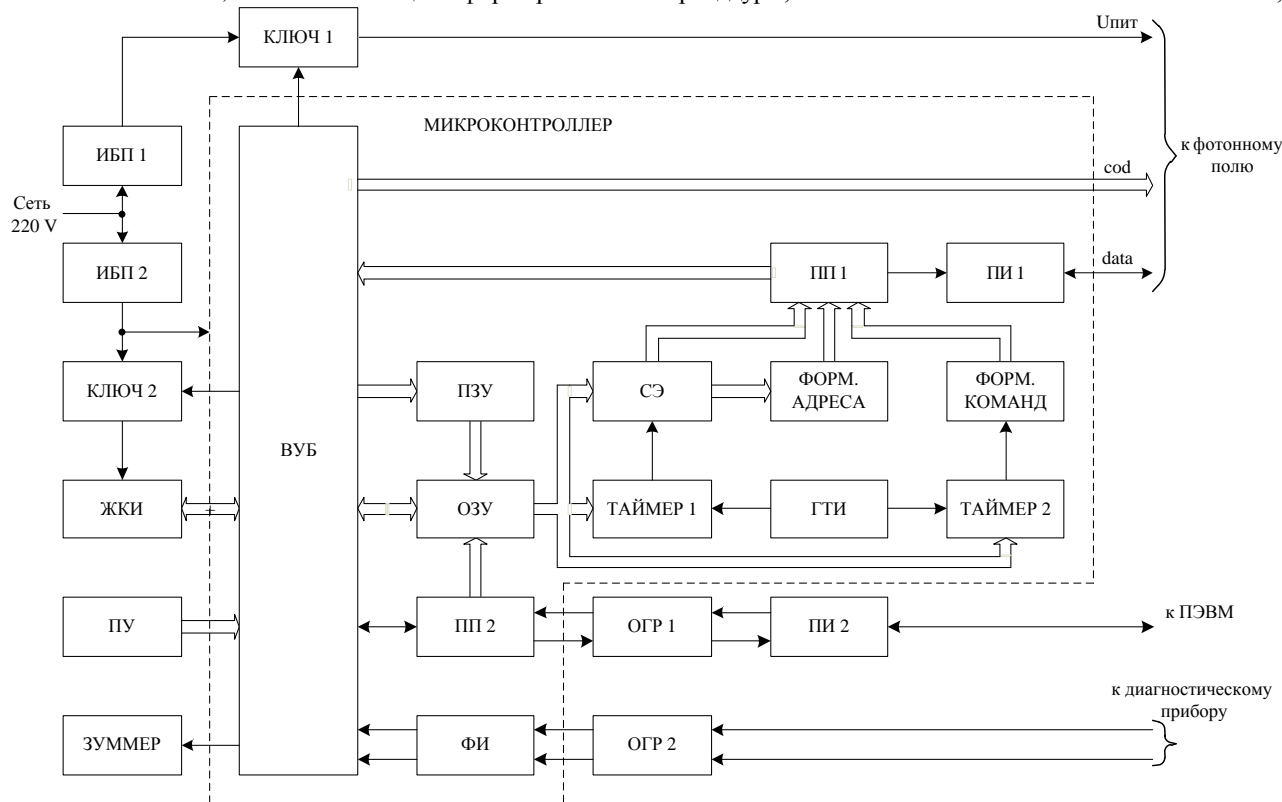 КЛЮЧ 1
Uпит
МИКРОКОНТРОЛЛЕР
ИБП 1
к фотонному
полю
cod
Сеть
220 V
ИБП 2
ПП 1
ПИ 1
data
КЛЮЧ 2
ПЗУ
СЭ
ФОРМ.
АДРЕСА
ФОРМ.
КОМАНД
ВУБ
ЖКИ
ОЗУ
ТАЙМЕР 1
ГТИ
ТАЙМЕР 2
ПУ
ПП 2
ОГР 1
ПИ 2
к ПЭВМ
к диагностическому
прибору
ЗУММЕР
ФИ
ОГР 2